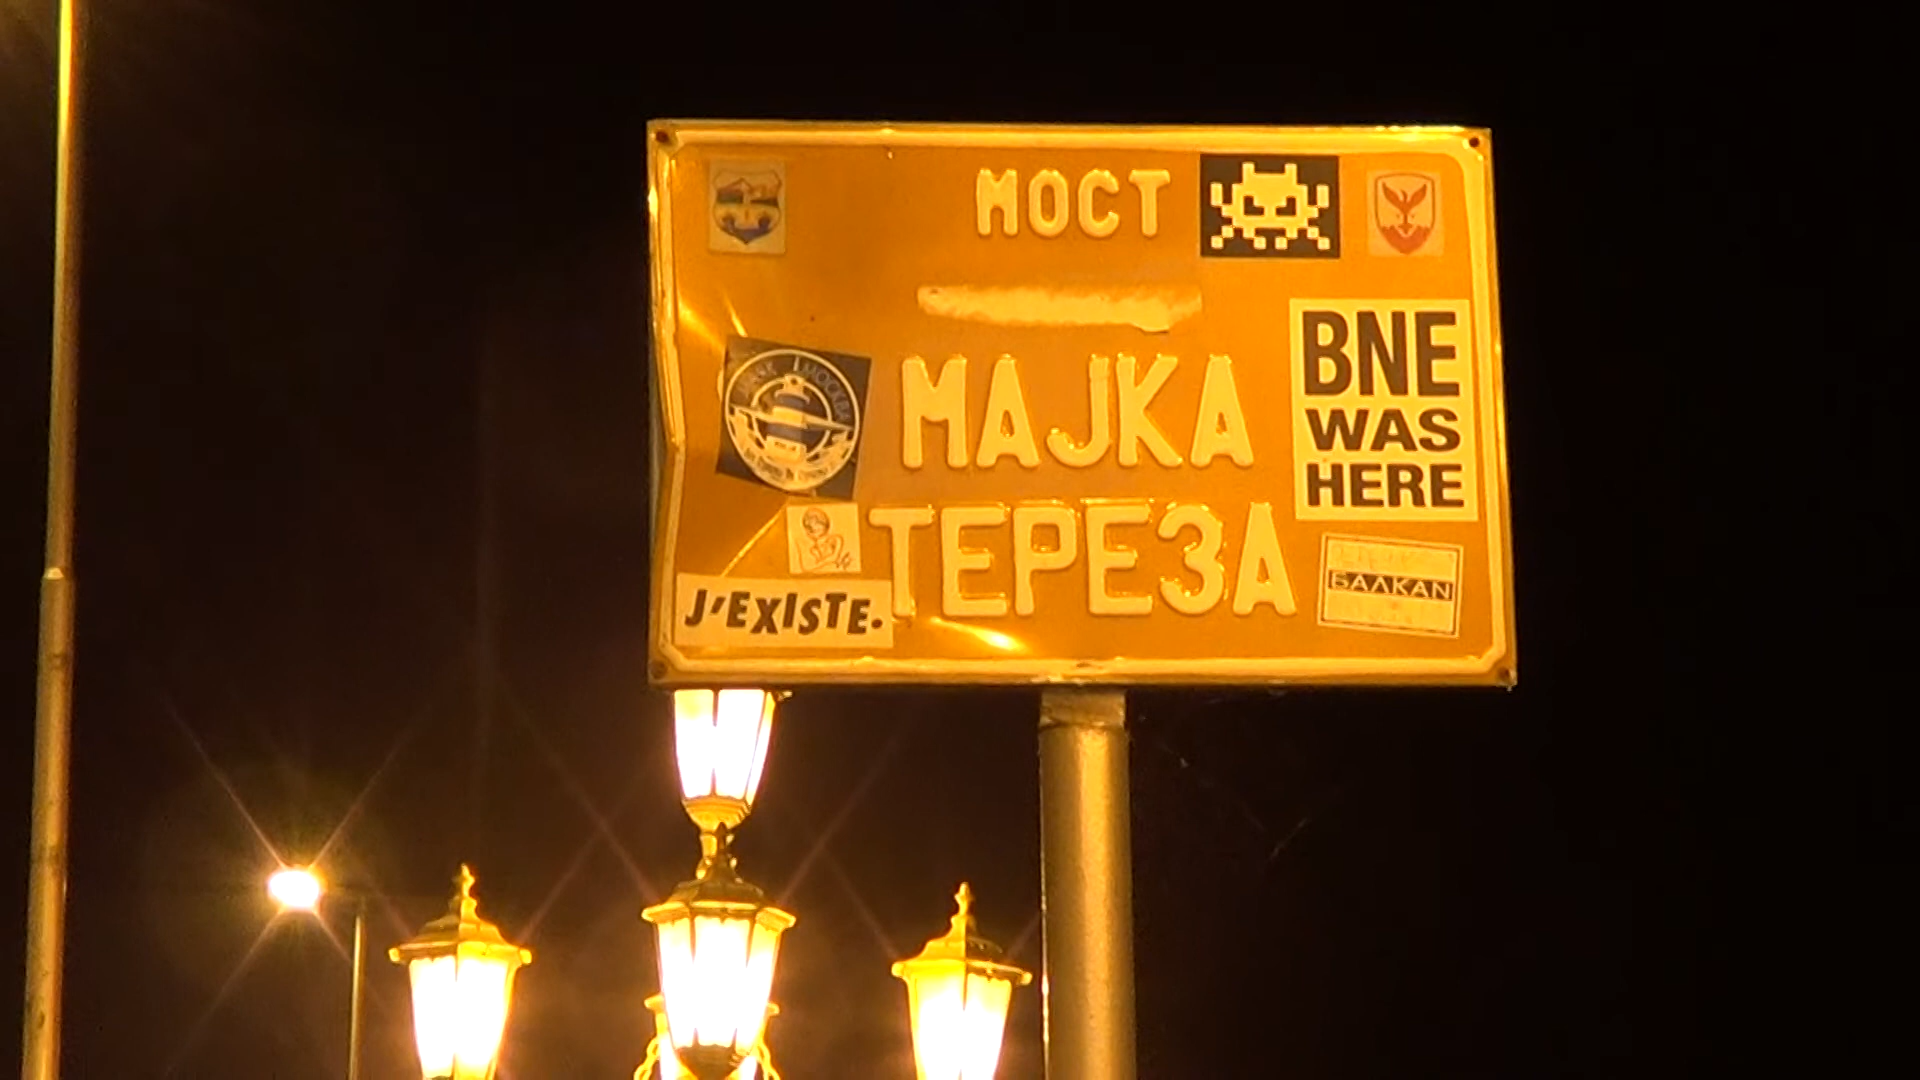 МОСТ
МАЈКА
ТЕРЕЗА
BNE
WAS
HERE
БАЛКАН
J'EXISTE.